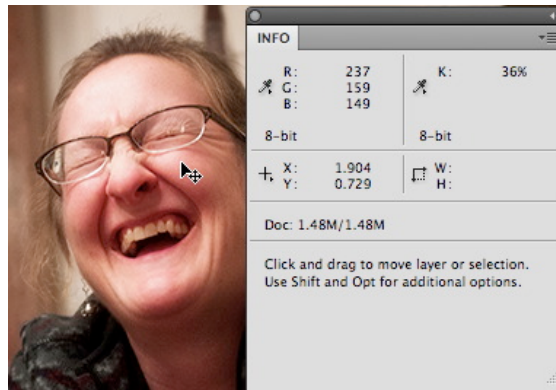 INFO
R: 237
G: 159
B: 149
8-bit
K: 36%
8-bit
X: 1.904
Y: 0.729
W:
H:
Doc: 1.48M/1.48M
Click and drag to move layer or selection.
Use Shift and Opt for additional options.